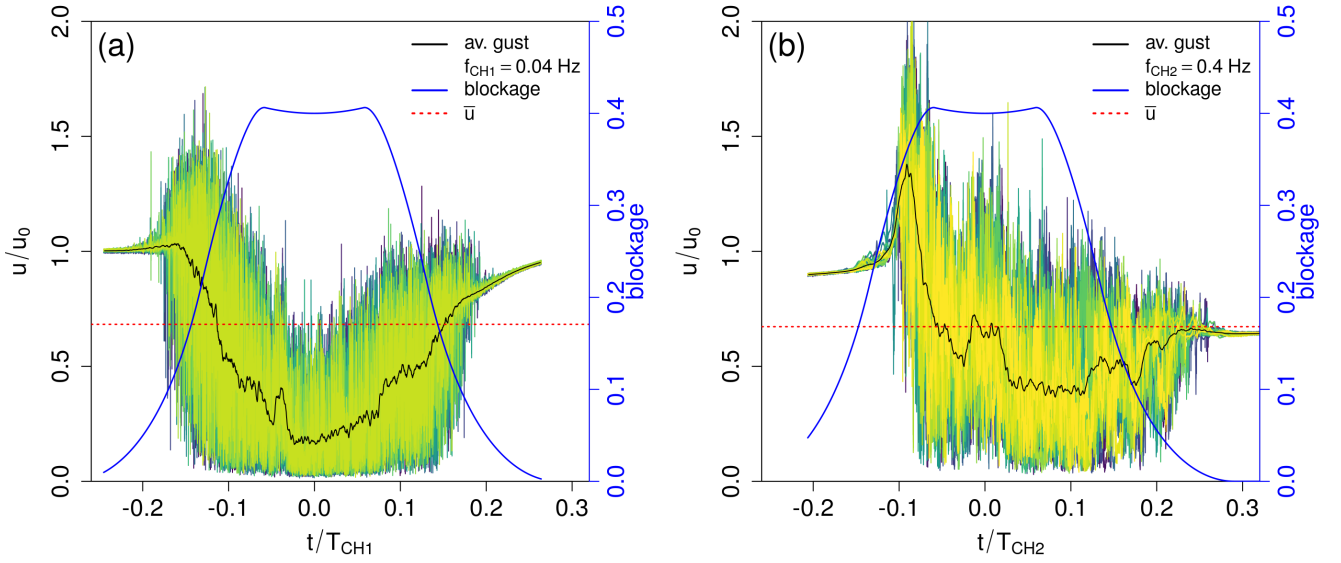 (a)
av. gust
f_CH1 = 0.04 Hz
blockage
u̅
2.0
1.5
1.0
0.5
0.0
u/u₀
0.5
0.4
0.3
0.2
0.1
0.0
blockage
-0.2 -0.1 0.0 0.1 0.2 0.3
t/T_CH1
(b)
av. gust
f_CH2 = 0.4 Hz
blockage
u̅
2.0
1.5
1.0
0.5
0.0
u/u₀
0.5
0.4
0.3
0.2
0.1
0.0
blockage
-0.2 -0.1 0.0 0.1 0.2 0.3
t/T_CH2